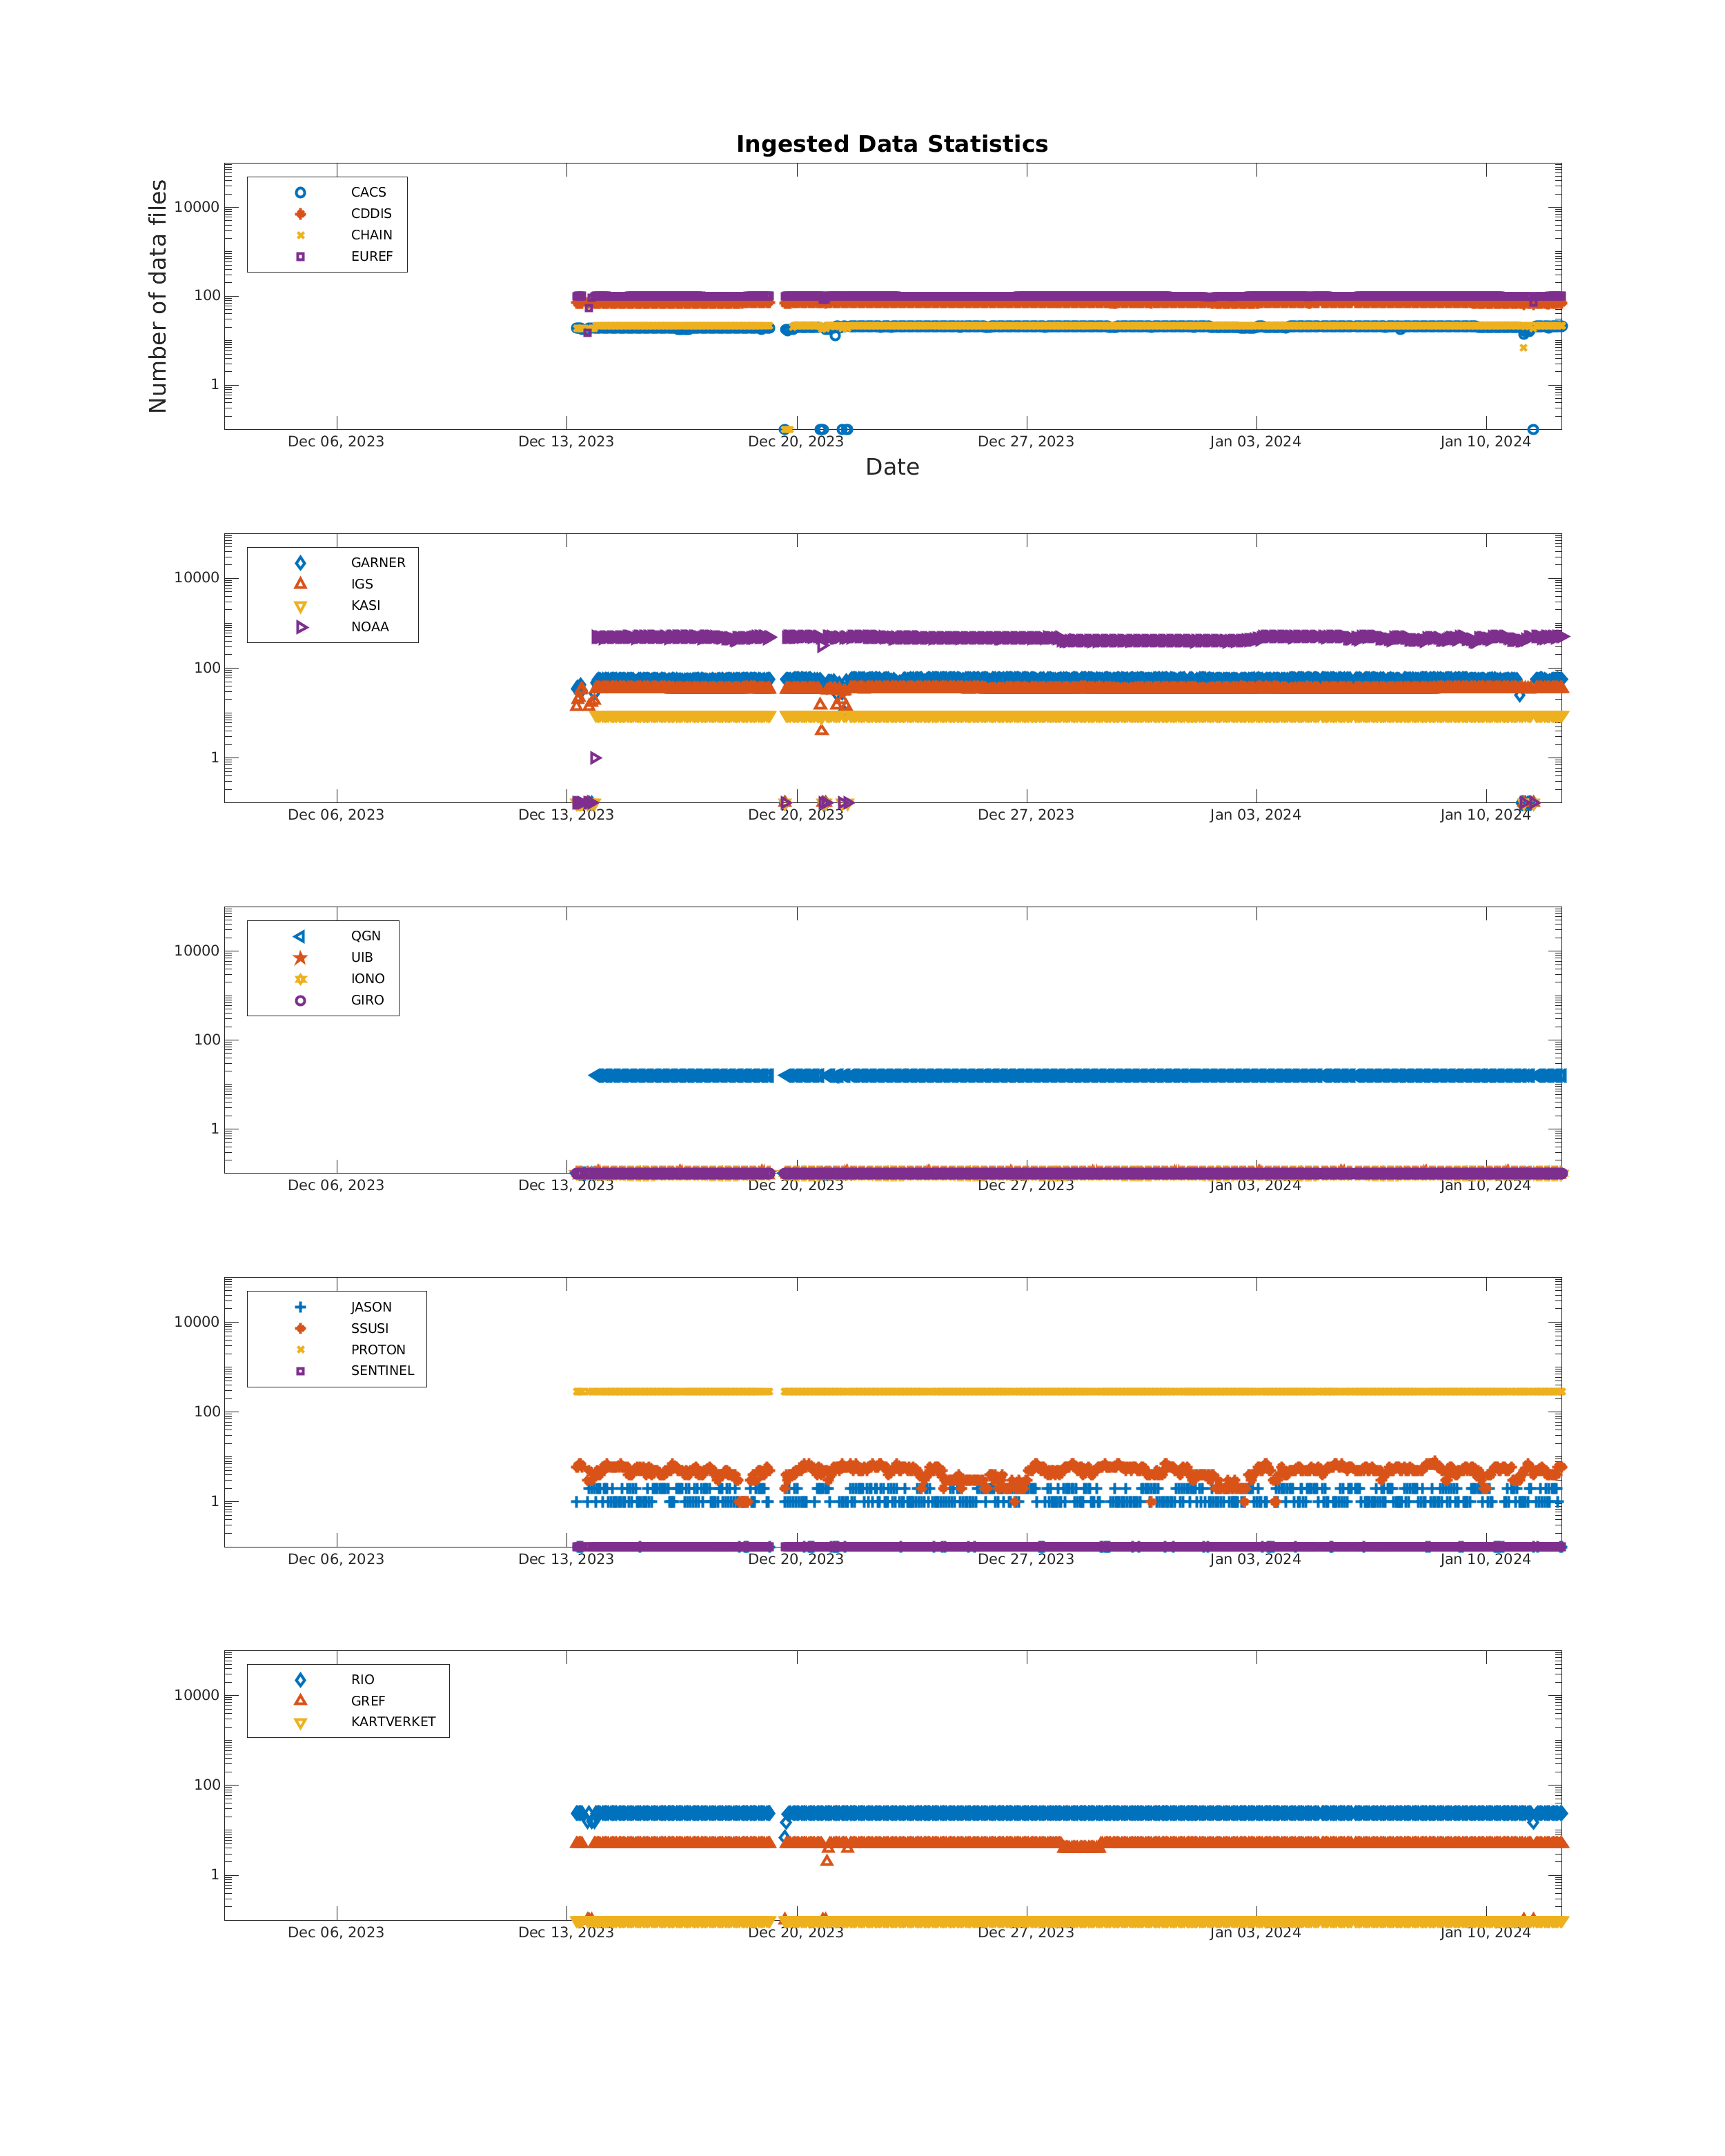 Ingested Data Statistics
Number of data files
CACS
CDDIS
CHAIN
EUREF
10000
100
1
Dec 06, 2023
Dec 13, 2023
Dec 20, 2023
Dec 27, 2023
Jan 03, 2024
Jan 10, 2024
Date
GARNER
IGS
KASI
NOAA
10000
100
1
Dec 06, 2023
Dec 13, 2023
Dec 20, 2023
Dec 27, 2023
Jan 03, 2024
Jan 10, 2024
QGN
UIB
IONO
GIRO
10000
100
1
Dec 06, 2023
Dec 13, 2023
Dec 20, 2023
Dec 27, 2023
Jan 03, 2024
Jan 10, 2024
JASON
SSUSI
PROTON
SENTINEL
10000
100
1
Dec 06, 2023
Dec 13, 2023
Dec 20, 2023
Dec 27, 2023
Jan 03, 2024
Jan 10, 2024
RIO
GREF
KARTVERKET
10000
100
1
Dec 06, 2023
Dec 13, 2023
Dec 20, 2023
Dec 27, 2023
Jan 03, 2024
Jan 10, 2024